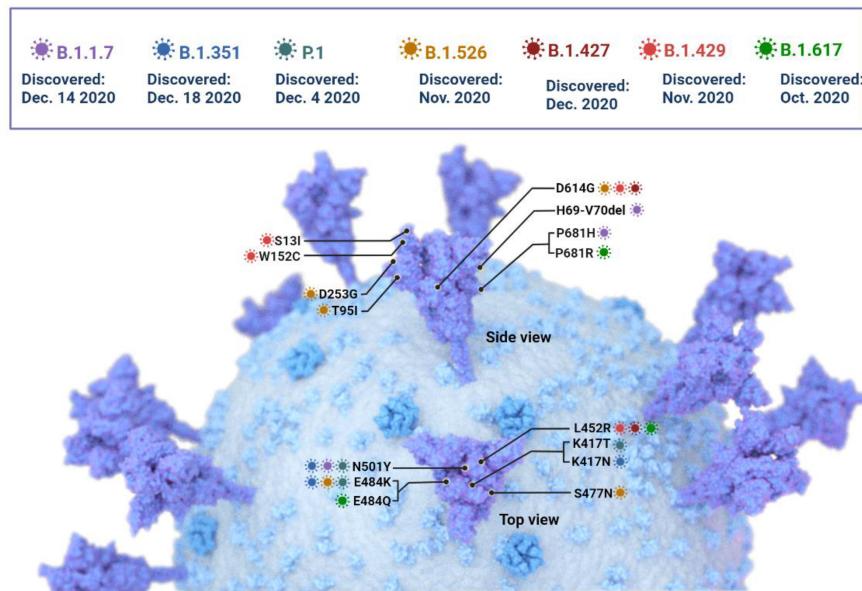 B.1.1.7
B.1.351
P.1
B.1.526
B.1.427
B.1.429
B.1.617
Discovered:
Dec. 14 2020
Discovered:
Dec. 18 2020
Discovered:
Dec. 4 2020
Discovered:
Nov. 2020
Discovered:
Dec. 2020
Discovered:
Nov. 2020
Discovered:
Oct. 2020
D614G
H69-V70del
P681H
P681R
S13I
W152C
D253G
T95I
Side view
L452R
K417T
K417N
N501Y
E484K
E484Q
S477N
Top view